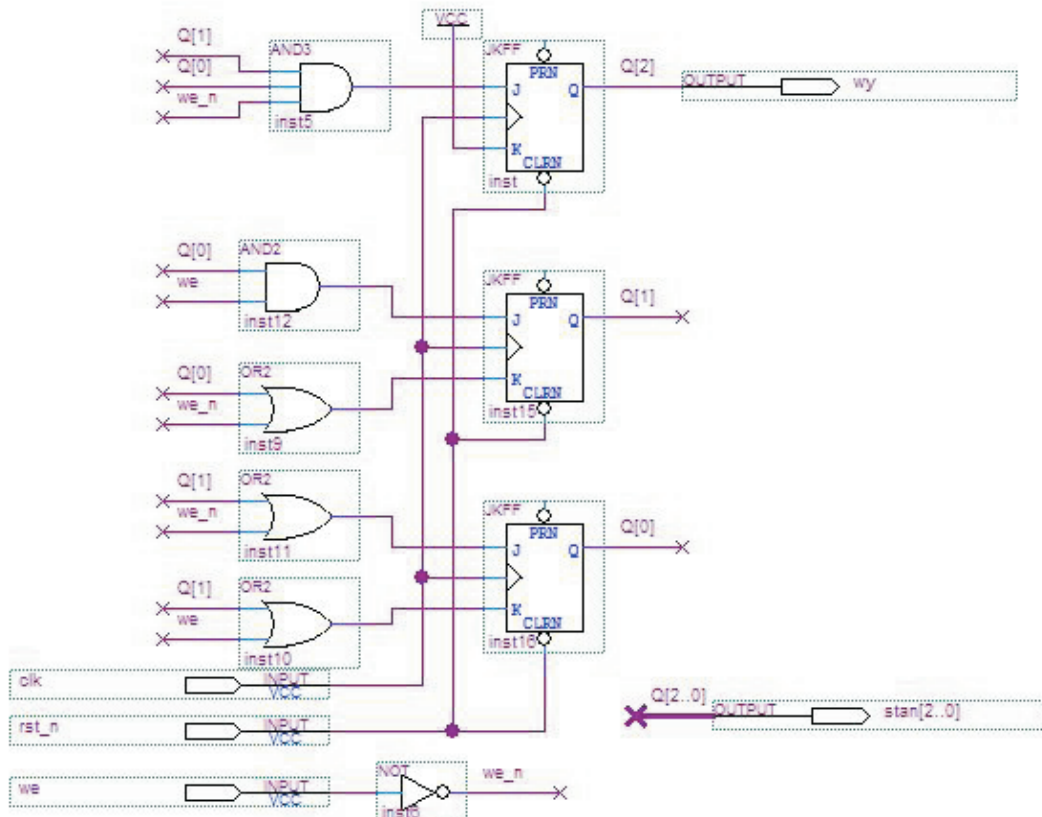 VCC
Q[1]
AND3
JKFF
Q[0]
PRN
Q[2]
OUTPUT
wy
we_n
J
Q
inst5
K
CLRN
inst
Q[0]
AND2
we
JKFF
PRN
Q[1]
J
Q
inst12
Q[0]
OR2
K
CLRN
we_n
inst15
inst9
Q[1]
OR2
we_n
JKFF
PRN
Q[0]
J
Q
inst11
Q[1]
OR2
K
we
CLRN
inst16
inst10
clk
INPUT
VCC
Q[2..0]
OUTPUT
stan[2..0]
rst_n
INPUT
VCC
we
INPUT
VCC
NOT
we_n
inst6